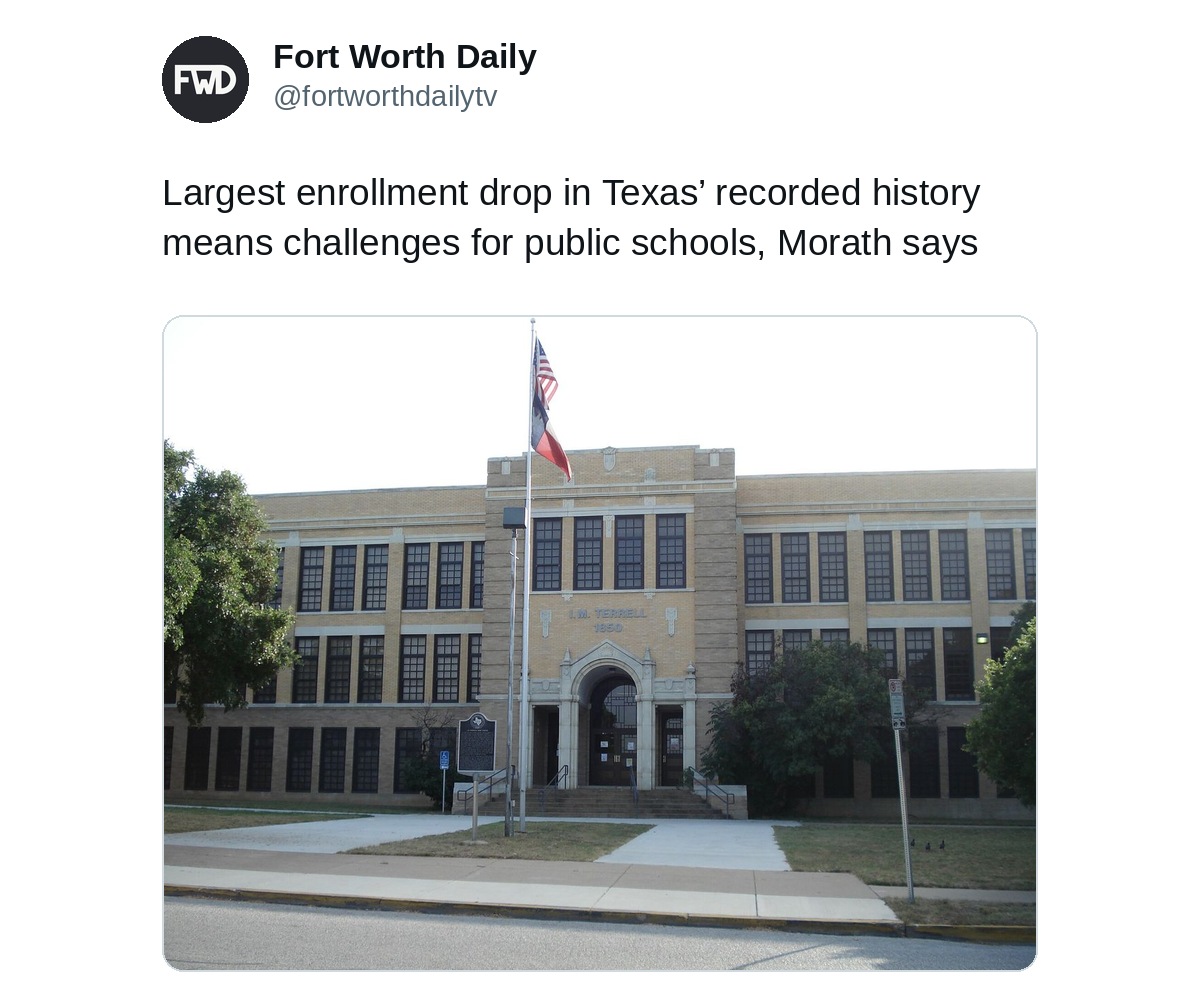 FWD
Fort Worth Daily
@fortworthdailytv
Largest enrollment drop in Texas’ recorded history
means challenges for public schools, Morath says
I.M. TERRELL
1850